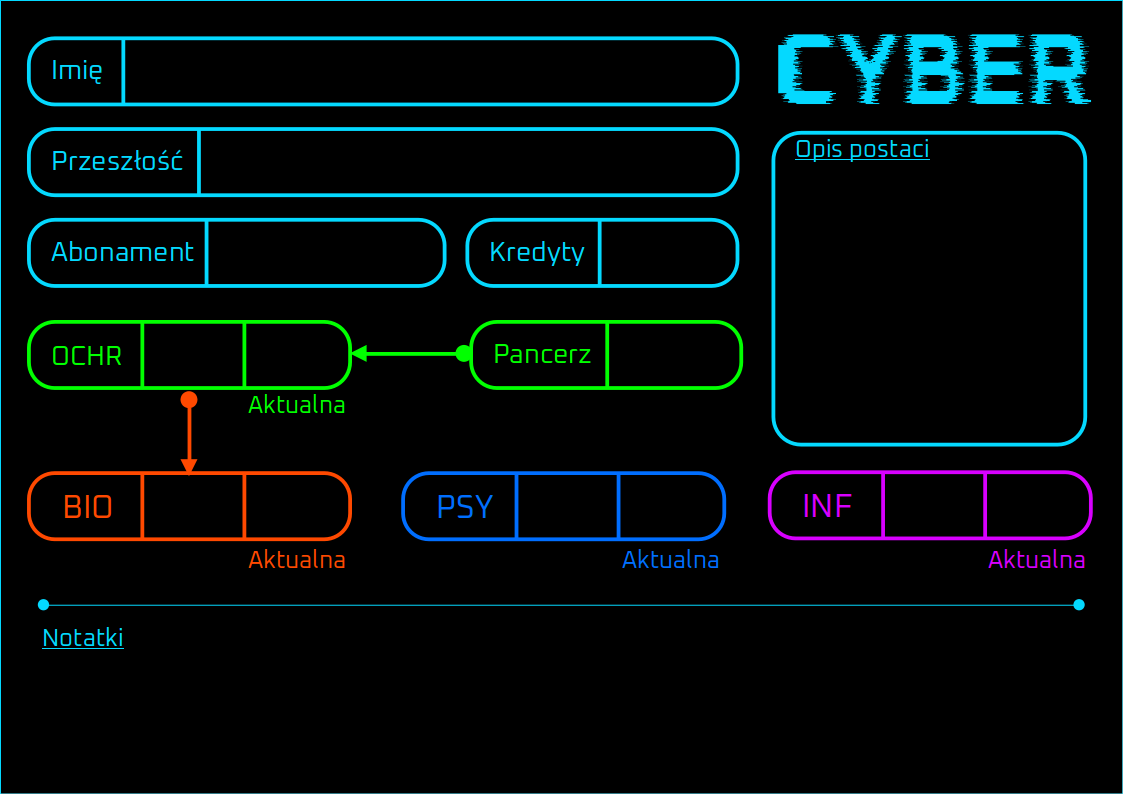 Imię
CYBER
Przeszłość
Opis postaci
Abonament
Kredyty
OCHR
Pancerz
Aktualna
BIO
PSY
INF
Aktualna
Aktualna
Aktualna
Notatki